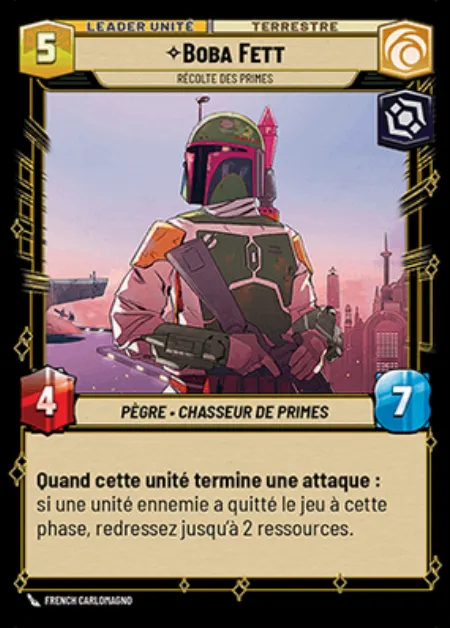 5
LEADER UNITÉ
TERRESTRE
BOBA FETT
RÉCOLTE DES PRIMES
4
PÈGRE • CHASSEUR DE PRIMES
7
Quand cette unité termine une attaque :
si une unité ennemie a quitté le jeu à cette
phase, redressez jusqu'à 2 ressources.
FRENCH CARLOMAGNO